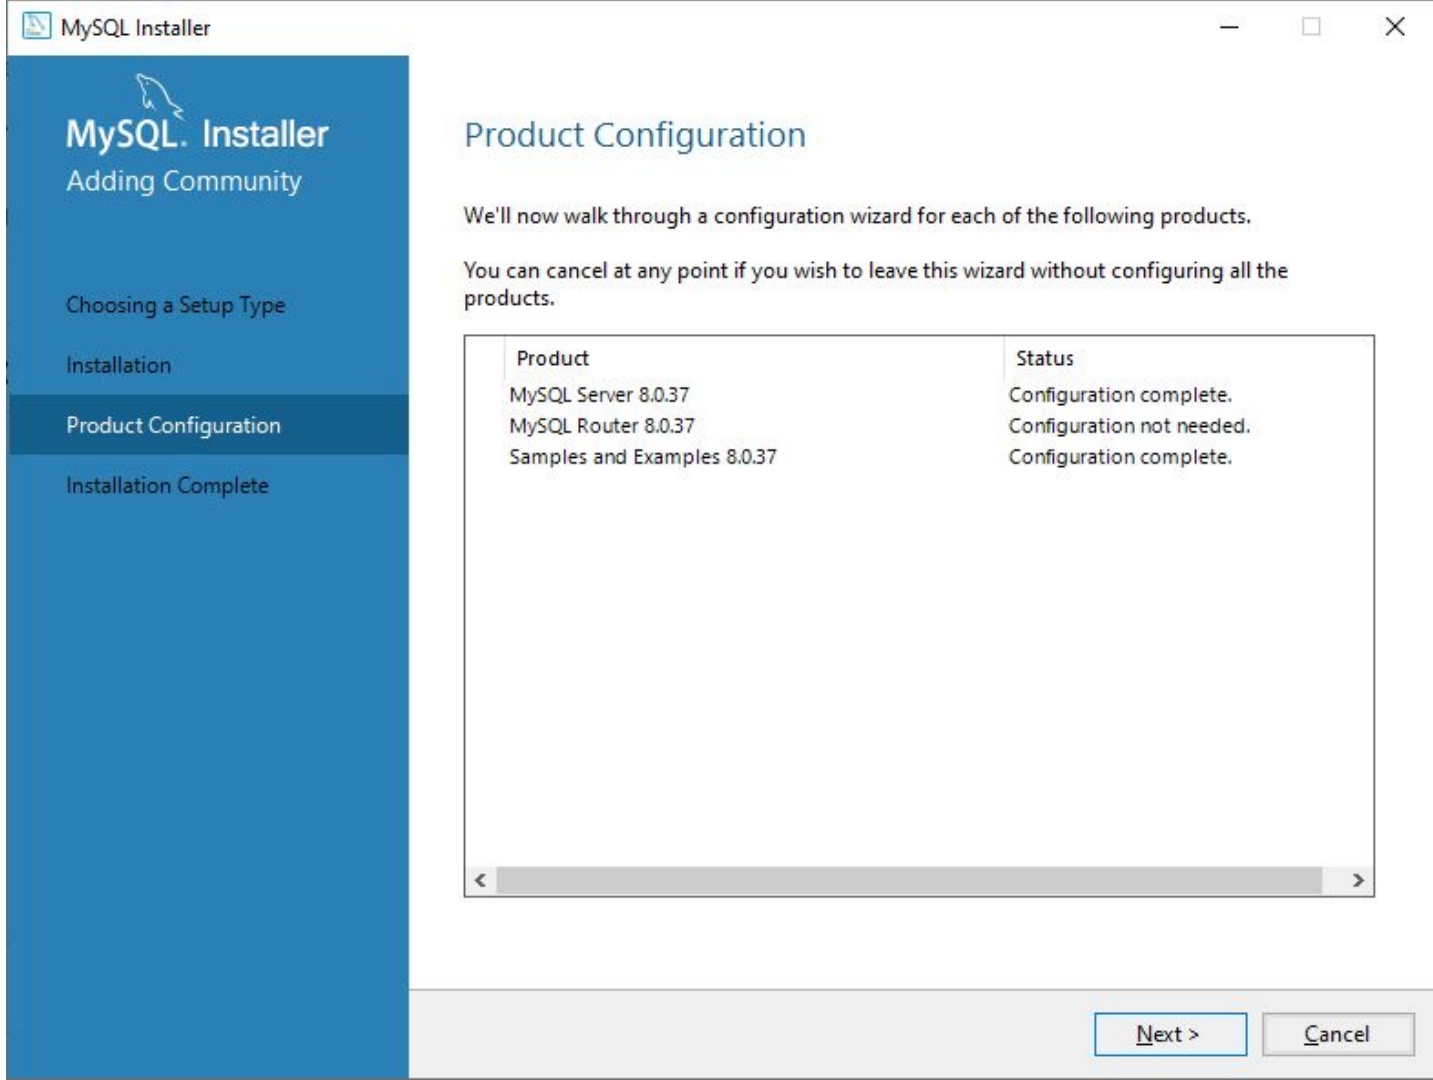 MySQL Installer
MySQL. Installer
Adding Community
Choosing a Setup Type
Installation
Product Configuration
Installation Complete
Product Configuration
We'll now walk through a configuration wizard for each of the following products.
You can cancel at any point if you wish to leave this wizard without configuring all the
products.
Product Status
MySQL Server 8.0.37 Configuration complete.
MySQL Router 8.0.37 Configuration not needed.
Samples and Examples 8.0.37 Configuration complete.
Next > Cancel